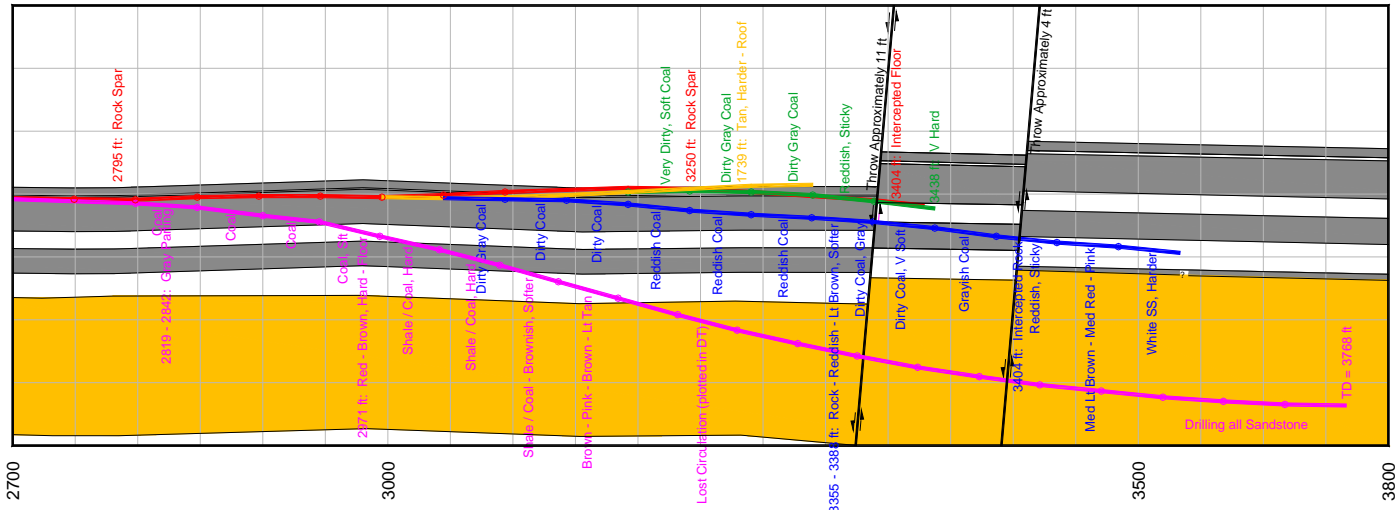 2795 ft: Rock Spar
Coal
2819 - 2842: Gray Parting
Coal
Coal
Coal, Sft
2971 ft: Red - Brown, Hard - Floor
Shale / Coal, Hard
Shale / Coal, Hard
Dirty Gray Coal
Shale / Coal - Brownish, Softer
Dirty Coal
Brown - Pink - Brown - Lt Tan
Dirty Coal
Reddish Coal
Very Dirty, Soft Coal
3250 ft: Rock Spar
Lost Circulation (plotted in DT)
Reddish Coal
Dirty Gray Coal
1739 ft: Tan, Harder - Roof
Reddish Coal
Dirty Gray Coal
3355 - 3388 ft: Rock - Reddish - Lt Brown, Softer
Reddish, Sticky
Dirty Coal, Gray
Throw Approximately 11 ft
3404 ft: Intercepted Floor
Dirty Coal, V Soft
3438 ft: V Hard
Grayish Coal
3404 ft: Intercepted Rock
Reddish, Sticky
Throw Approximately 4 ft
Med Lt Brown - Med Red - Pink
White SS, Harder
?
Drilling all Sandstone
TD = 3768 ft
2700
3000
3500
3800